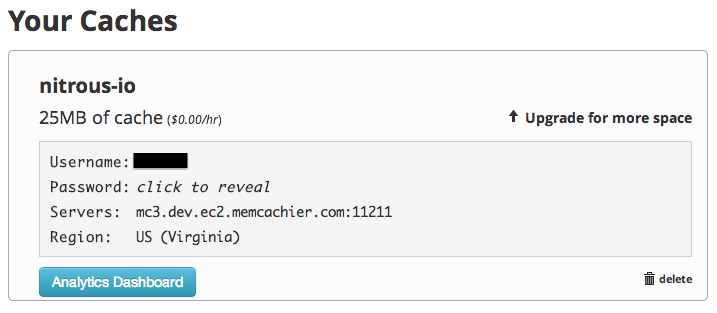 Your Caches
nitrous-io
25MB of cache ($0.00/hr)
Upgrade for more space
Username:
Password: click to reveal
Servers: mc3.dev.ec2.memcachier.com:11211
Region: US (Virginia)
Analytics Dashboard
delete